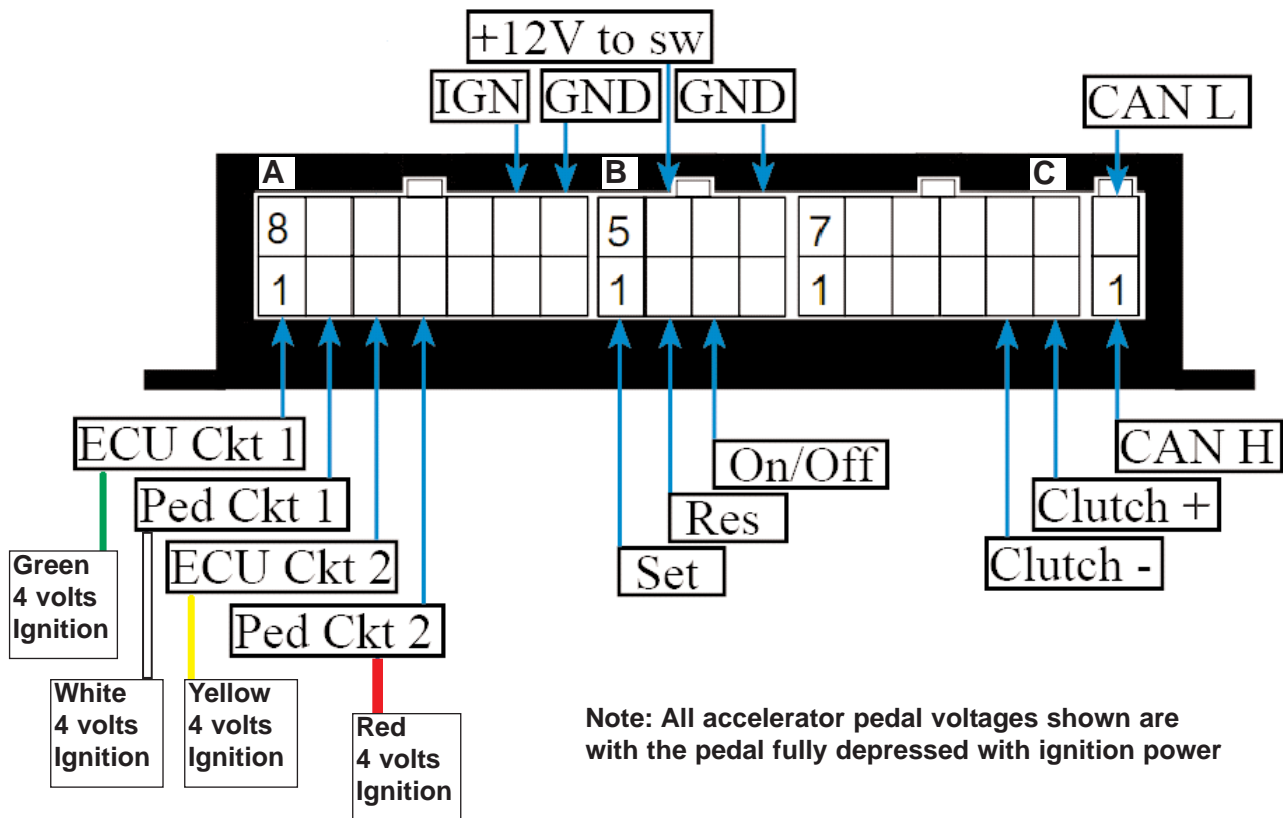 +12V to sw
IGN
GND
GND
CAN L
A
B
C
8
5
7
1
1
1
1
ECU Ckt 1
Ped Ckt 1
ECU Ckt 2
Ped Ckt 2
On/Off
Res
Set
CAN H
Clutch +
Clutch -
Green
4 volts
Ignition
White
4 volts
Ignition
Yellow
4 volts
Ignition
Red
4 volts
Ignition
Note: All accelerator pedal voltages shown are
with the pedal fully depressed with ignition power